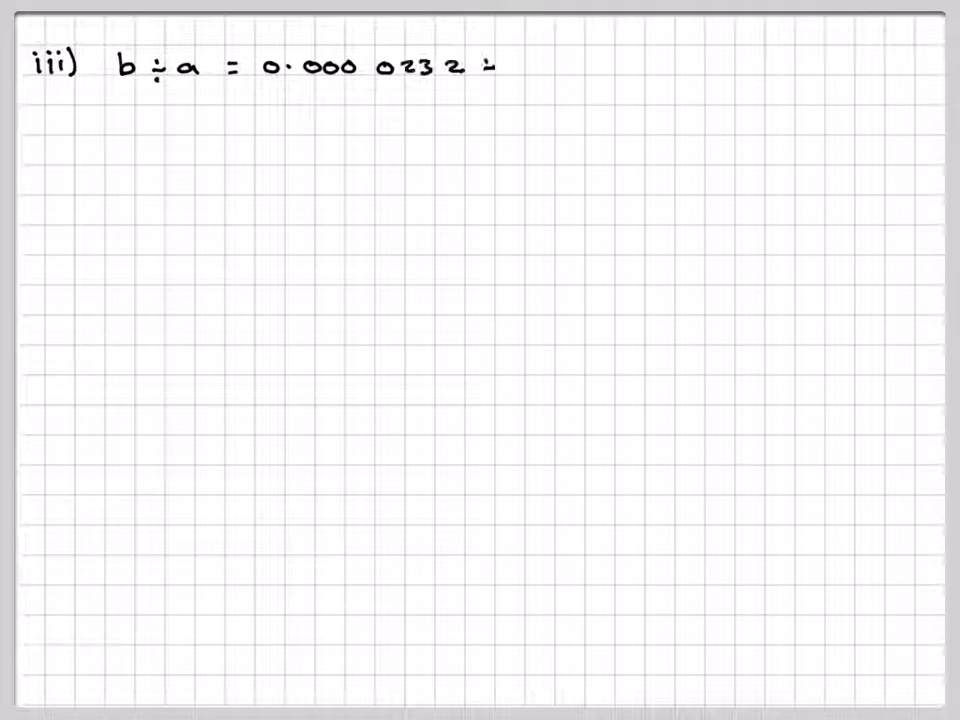 iii) b ÷ a = 0.000 0232 ÷